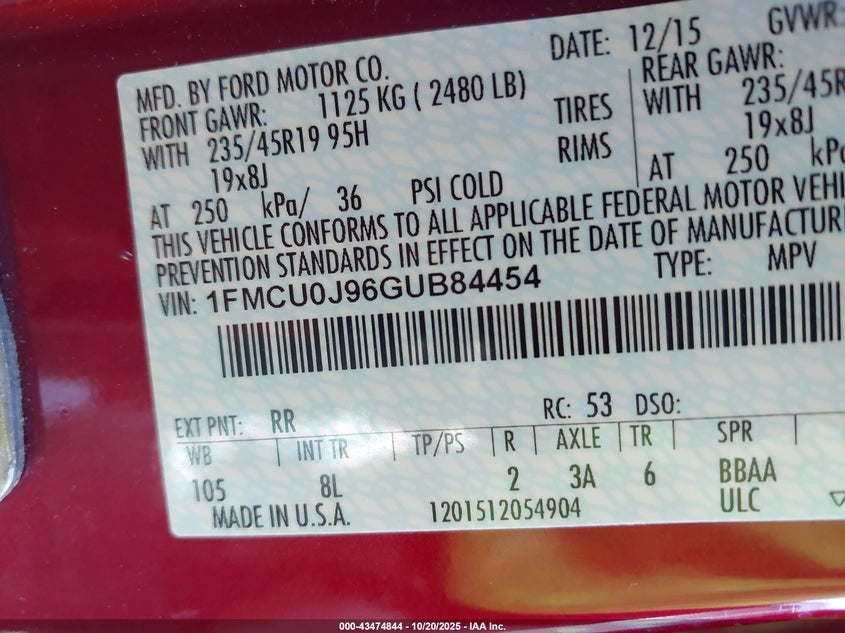 DATE: 12/15 GVWR:
MFD. BY FORD MOTOR CO.
FRONT GAWR: 1125 KG ( 2480 LB) REAR GAWR:
WITH 235/45R19 95H TIRES WITH 235/45R
19x8J RIMS 19x8J
AT 250 kPa/ 36 PSI COLD AT 250
THIS VEHICLE CONFORMS TO ALL APPLICABLE FEDERAL MOTOR
PREVENTION STANDARDS IN EFFECT ON THE DATE OF
VIN: 1FMCU0J96GUB84454 TYPE: MPV
EXT PNT: RR RC: 53 DSO:
WB INT TR TP/PS R AXLE TR SPR
105 8L 2 3A 6 BBAA
MADE IN U.S.A. 1201512054904 ULC
000-43474844 | 10/20/2025 - IAA Inc.